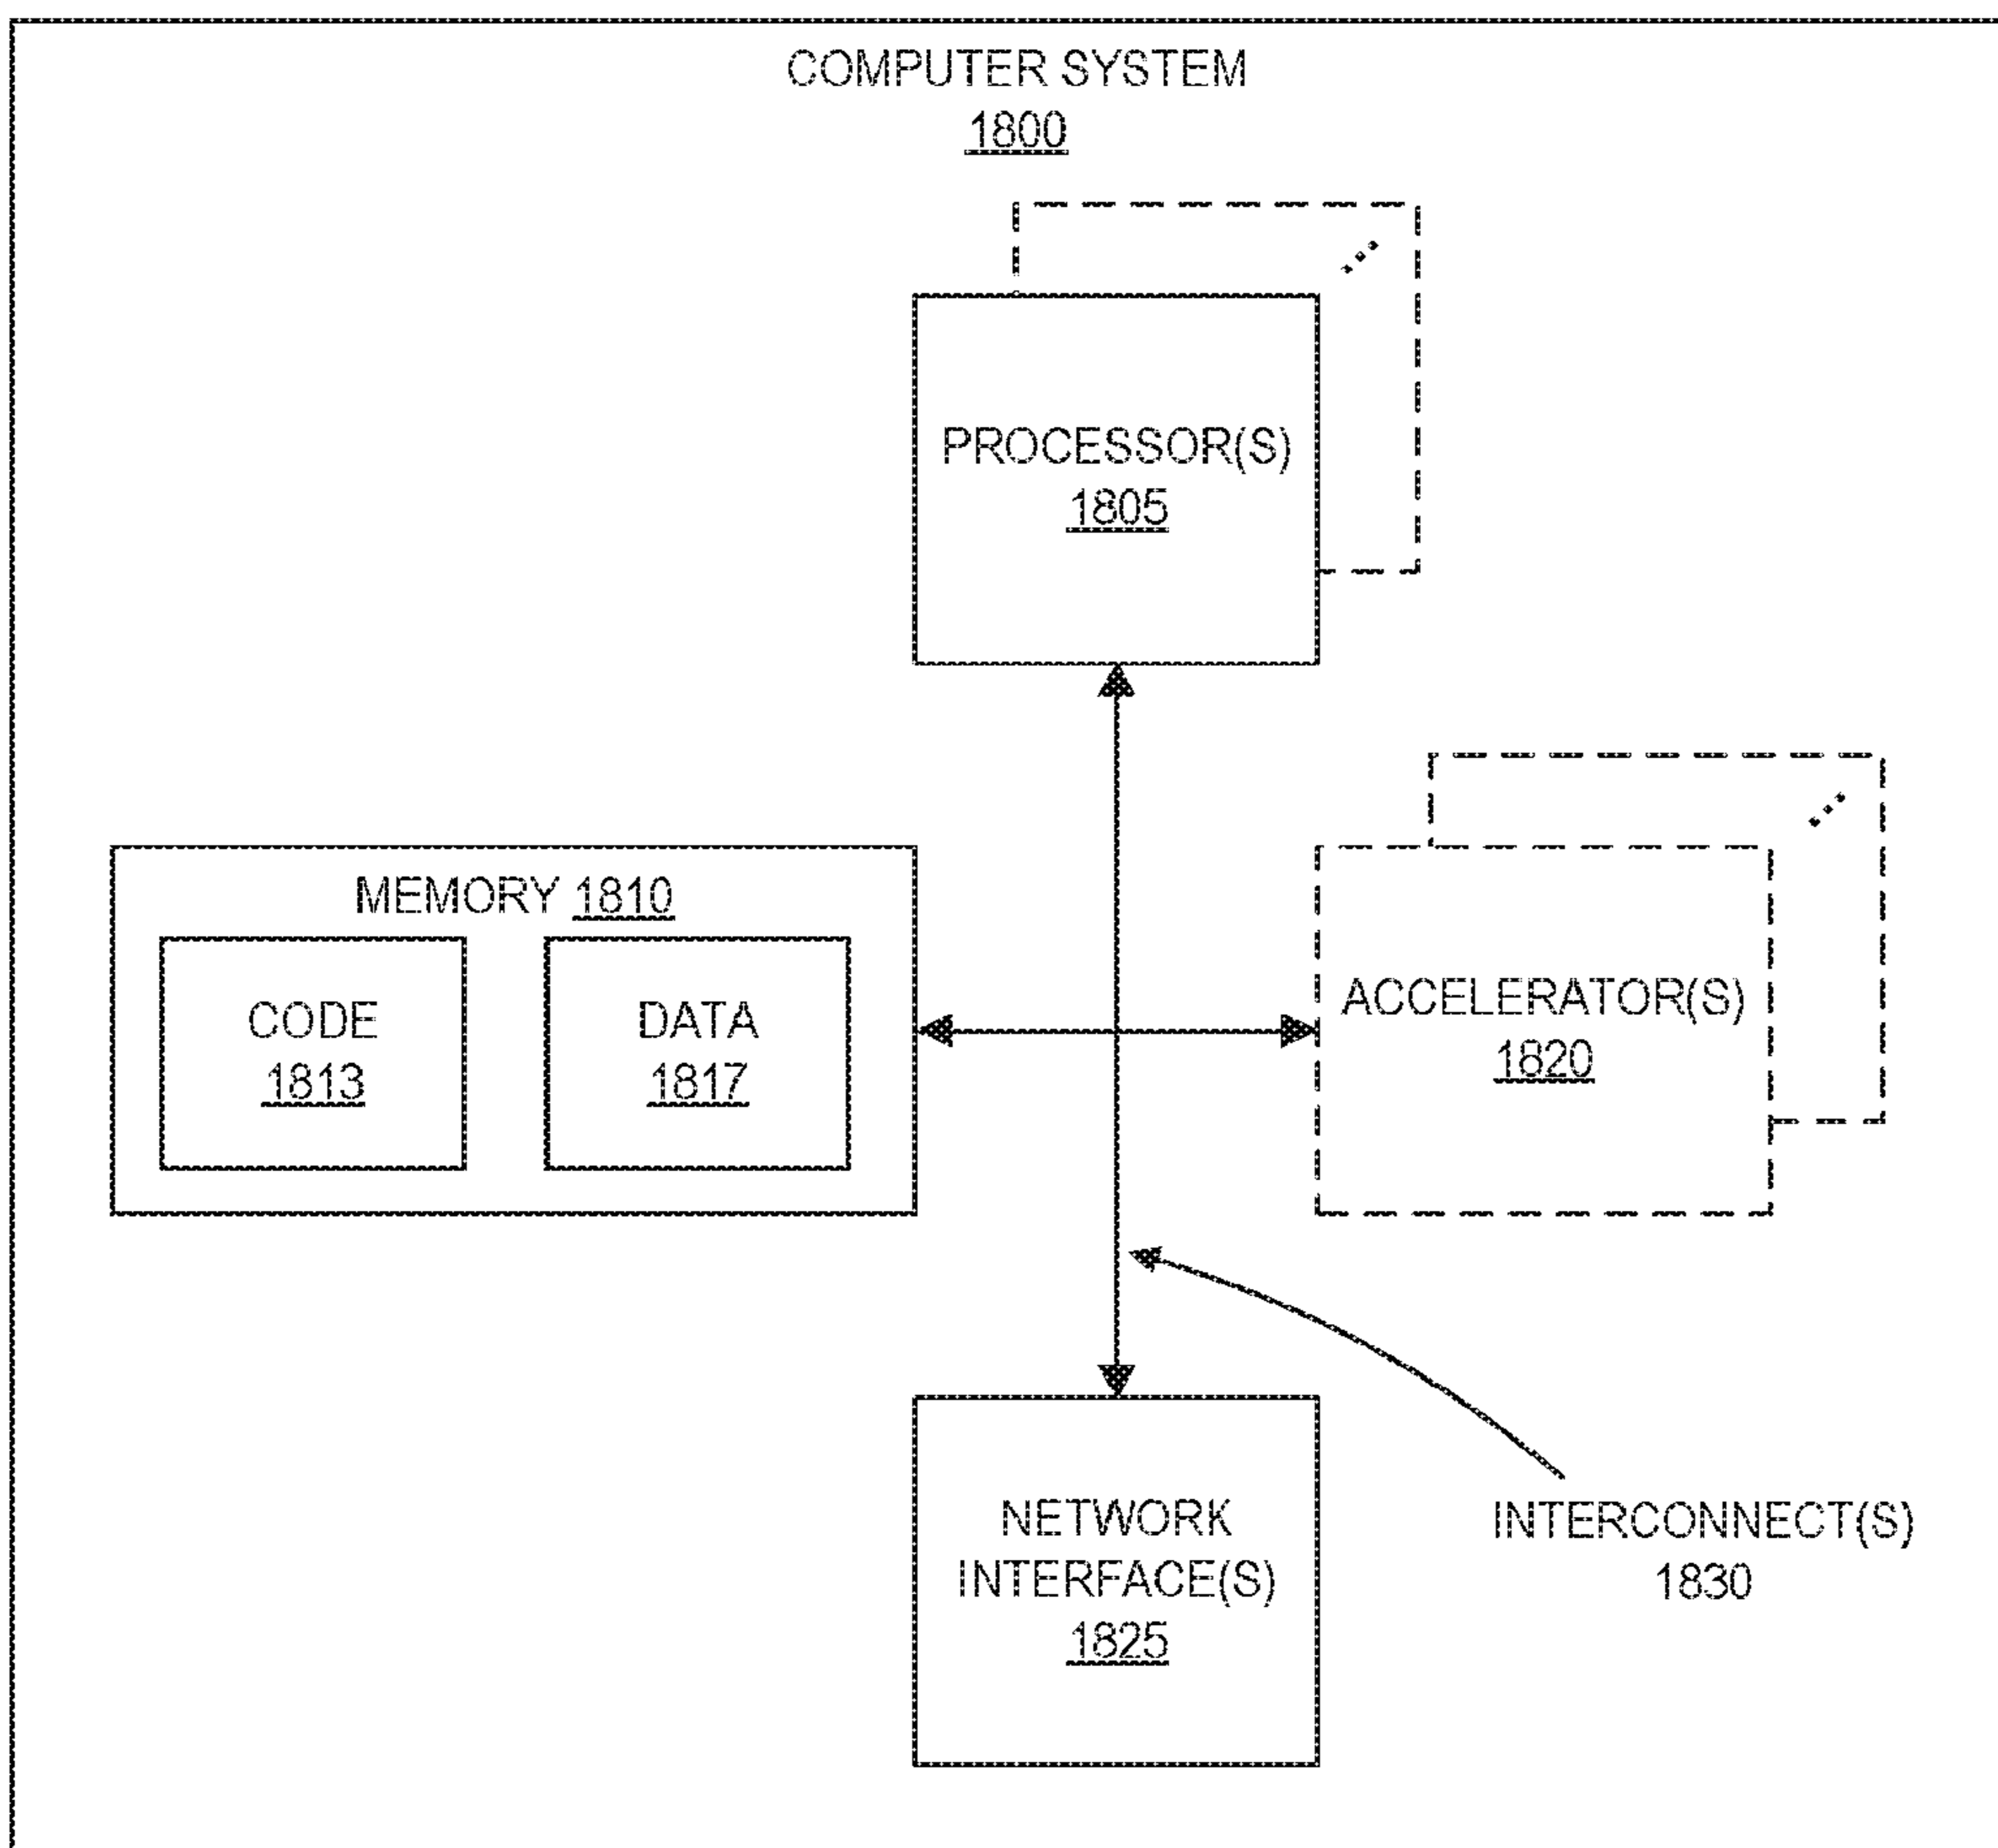 COMPUTER SYSTEM
1800
PROCESSOR(S)
1805
MEMORY 1810
CODE
1813
DATA
1817
ACCELERATOR(S)
1820
NETWORK
INTERFACE(S)
1825
INTERCONNECT(S)
1830